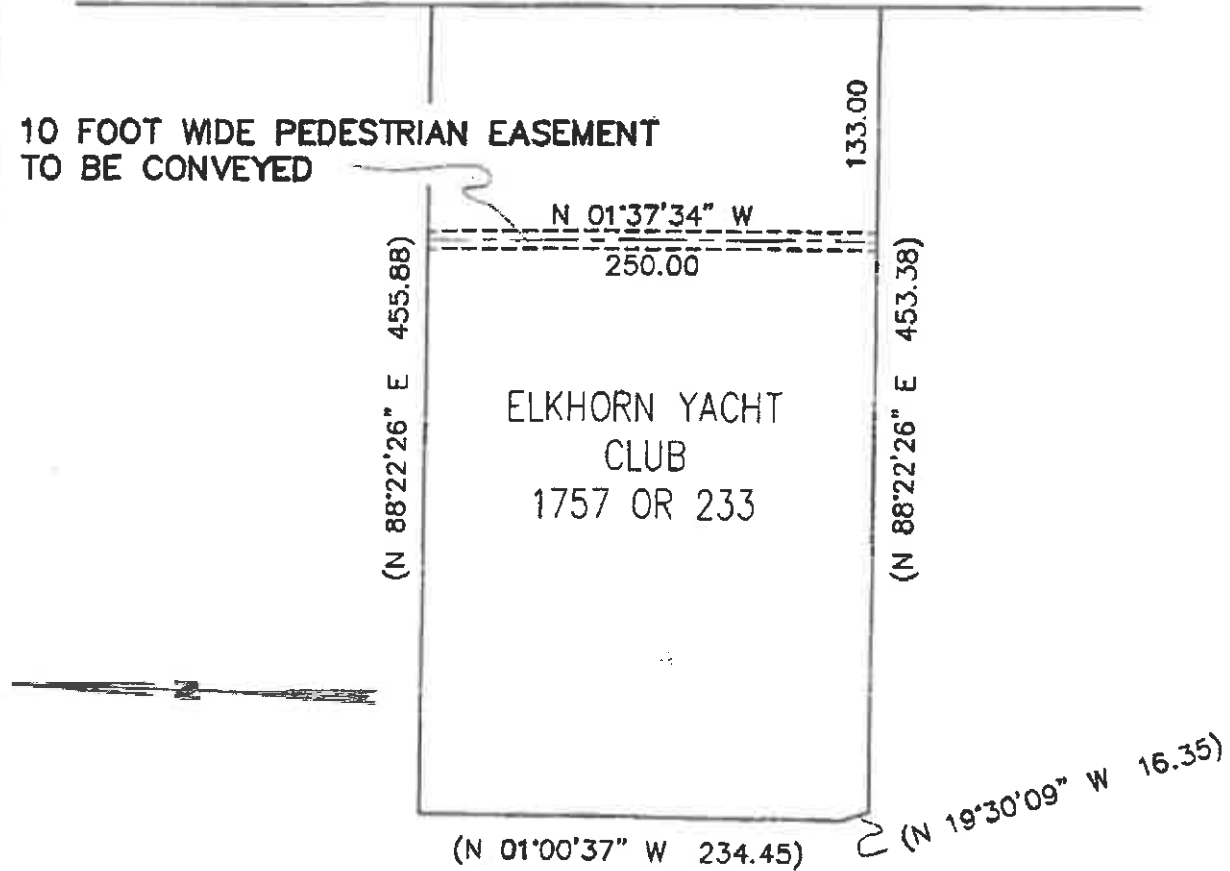 133.00
10 FOOT WIDE PEDESTRIAN EASEMENT
TO BE CONVEYED
N 01°37'34" W
250.00
(N 88°22'26" E 455.88)
(N 88°22'26" E 453.38)
ELKHORN YACHT
CLUB
1757 OR 233
N
(N 01°00'37" W 234.45)
(N 19°30'09" W 16.35)